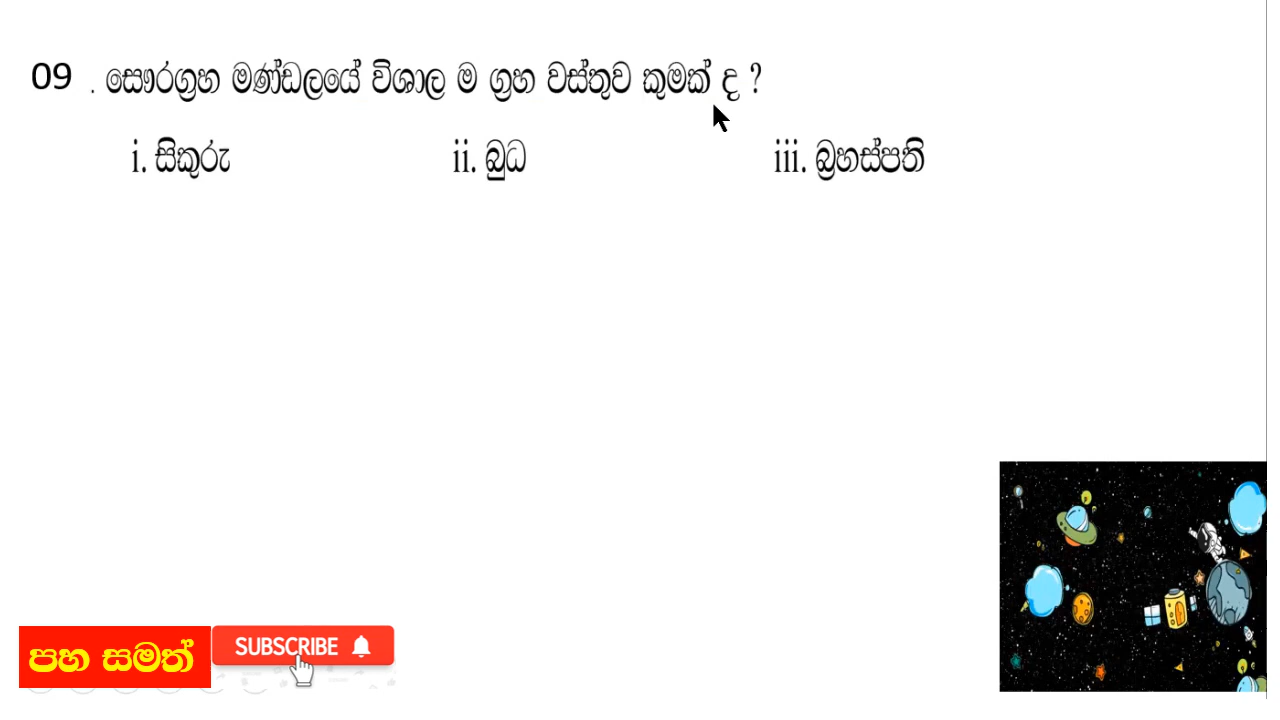 09 . සෞරග්‍රහ මණ්ඩලයේ විශාල ම ග්‍රහ වස්තුව කුමක් ද ?
i. සිකුරු ii. බුධ iii. බ්‍රහස්පති
පහ සමත් SUBSCRIBE